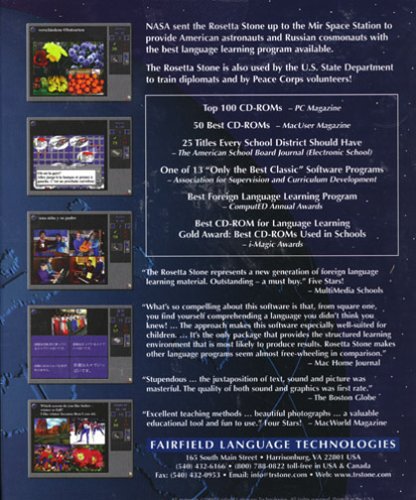 NASA sent the Rosetta Stone up to the Mir Space Station to
provide American astronauts and Russian cosmonauts with
the best language learning program available.
The Rosetta Stone is also used by the U.S. State Department
to train diplomats and by Peace Corps volunteers!
Top 100 CD-ROMs – PC Magazine
50 Best CD-ROMs – MacUser Magazine
25 Titles Every School District Should Have
– The American School Board Journal (Electronic School)
One of 13 "Only the Best Classic" Software Programs
– Association for Supervision and Curriculum Development
Best Foreign Language Learning Program
– CompuED Annual Awards
Best CD-ROM for Language Learning
Gold Award: Best CD-ROMs Used in Schools
– i-Magic Awards
"The Rosetta Stone represents a new generation of foreign language
learning material. Outstanding – a must buy." Five Stars!
– MultiMedia Schools
"What's so compelling about this software is that, from square one,
you find yourself comprehending a language you didn't think you
knew! ... The approach makes this software especially well-suited for
children. ... It's the only package that provides the structured learning
environment that is most likely to produce results. Rosetta Stone makes
other language programs seem almost free-wheeling in comparison."
– Mac Home Journal
"Stupendous ... the juxtaposition of text, sound and picture was
masterful. The quality of both sound and graphics was first rate."
– The Boston Globe
"Excellent teaching methods ... beautiful photographs ... a valuable
educational tool and fun to use." Four Stars! – MacWorld Magazine
FAIRFIELD LANGUAGE TECHNOLOGIES
165 South Main Street • Harrisonburg, VA 22801 USA
(540) 432-6166 • (800) 788-0822 toll-free in USA & Canada
Fax: (540) 432-0953 • Email: info@trstone.com • Web: www.trstone.com